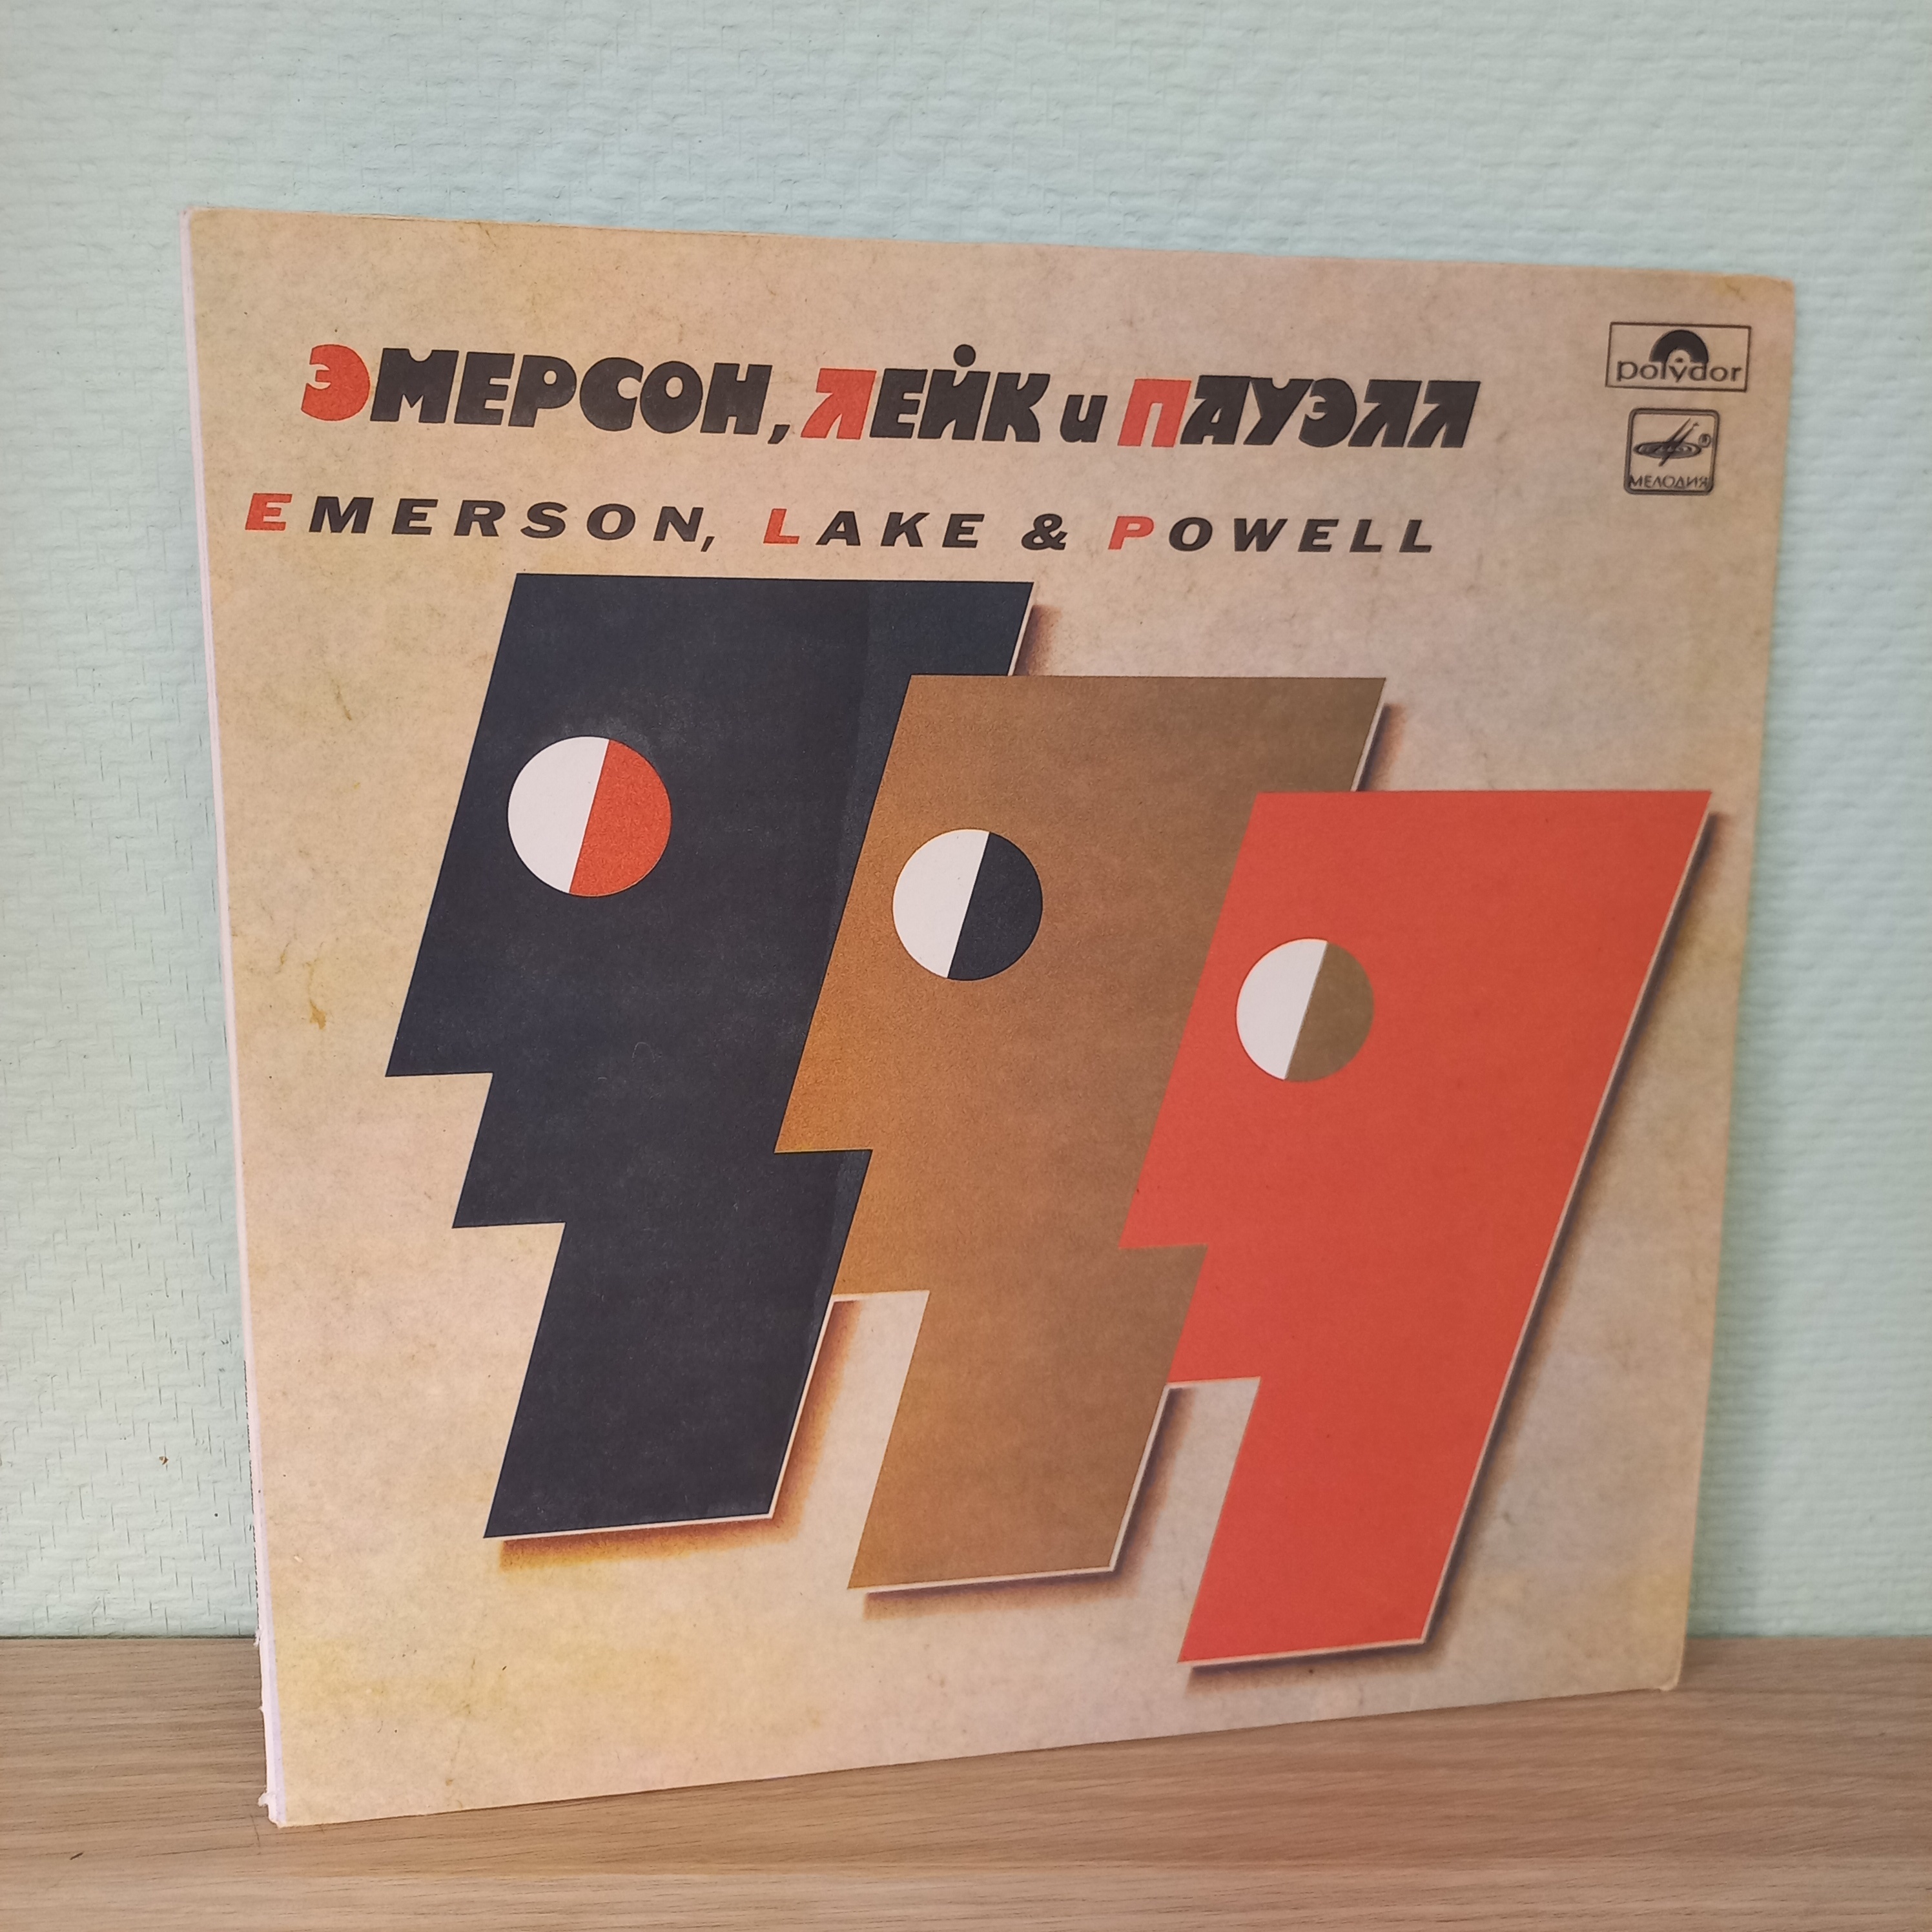 ЭМЕРСОН, ЛЕЙК и ПАУЭЛЛ
polydor
МЕЛОДИЯ
EMERSON, LAKE & POWELL